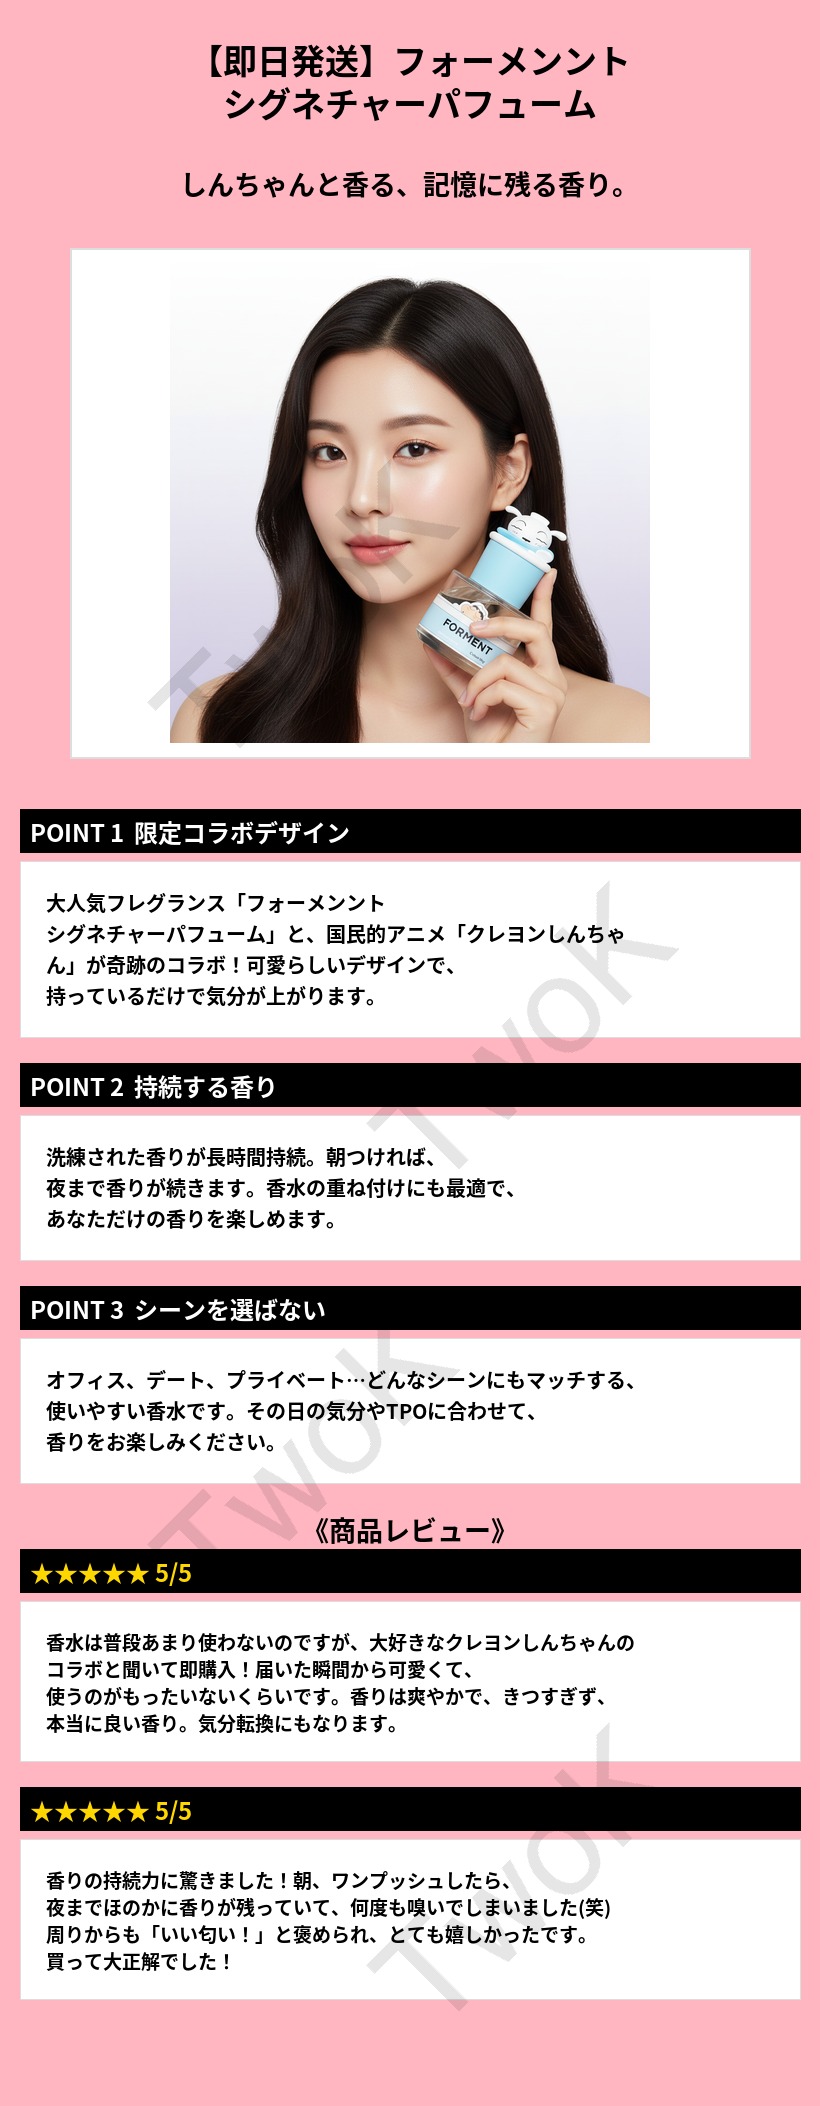 【即日発送】フォーメンント
シグネチャーパフューム
しんちゃんと香る、記憶に残る香り。
FORMENT
TwoK
POINT 1 限定コラボデザイン
大人気フレグランス「フォーメンント
シグネチャーパフューム」と、国民的アニメ「クレヨンしんちゃ
ん」が奇跡のコラボ！可愛らしいデザインで、
持っているだけで気分が上がります。
TwoK
POINT 2 持続する香り
洗練された香りが長時間持続。朝つければ、
夜まで香りが続きます。香水の重ね付けにも最適で、
あなただけの香りを楽しめます。
POINT 3 シーンを選ばない
オフィス、デート、プライベート…どんなシーンにもマッチする、
使いやすい香水です。その日の気分やTPOに合わせて、
香りをお楽しみください。
TwoK
《商品レビュー》
★★★★★ 5/5
香水は普段あまり使わないのですが、大好きなクレヨンしんちゃんの
コラボと聞いて即購入！届いた瞬間から可愛くて、
使うのがもったいないくらいです。香りは爽やかで、きつすぎず、
本当に良い香り。気分転換にもなります。
★★★★★ 5/5
香りの持続力に驚きました！朝、ワンプッシュしたら、
夜までほのかに香りが残っていて、何度も嗅いでしまいました(笑)
周りからも「いい匂い！」と褒められ、とても嬉しかったです。
買って大正解でした！
TwoK